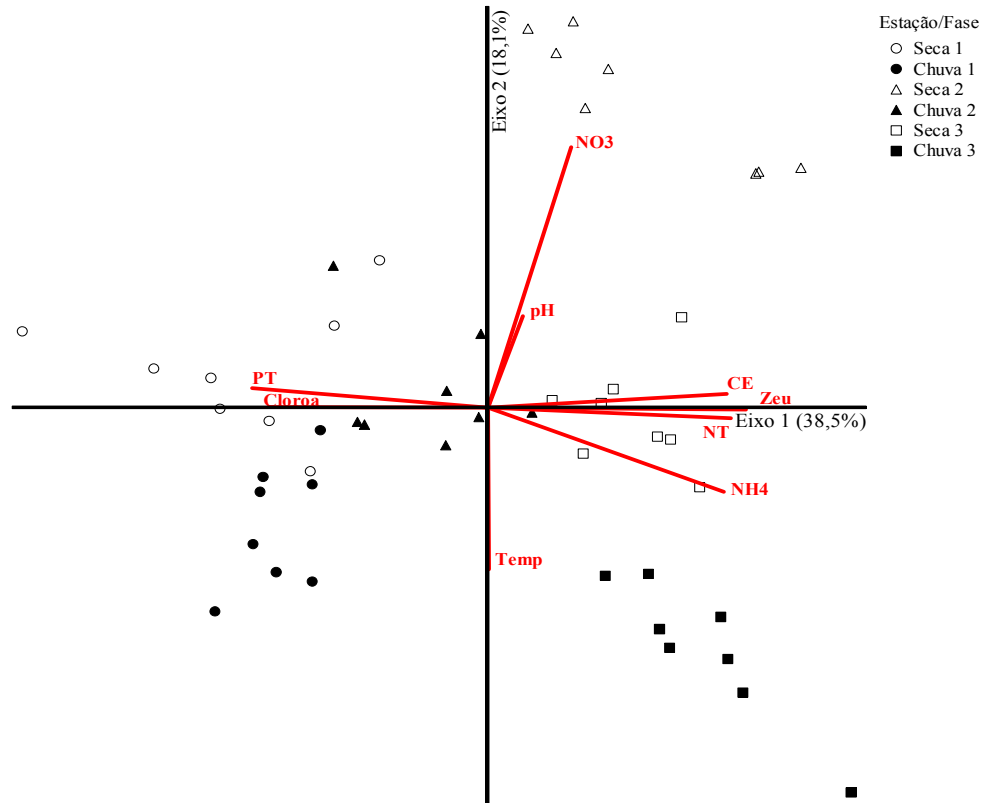 Estação/Fase
Seca 1
Chuva 1
Seca 2
Chuva 2
Seca 3
Chuva 3
Eixo 2 (18,1%)
NO3
pH
PT
Cloroa
CE
Zeu
Eixo 1 (38,5%)
NT
NH4
Temp